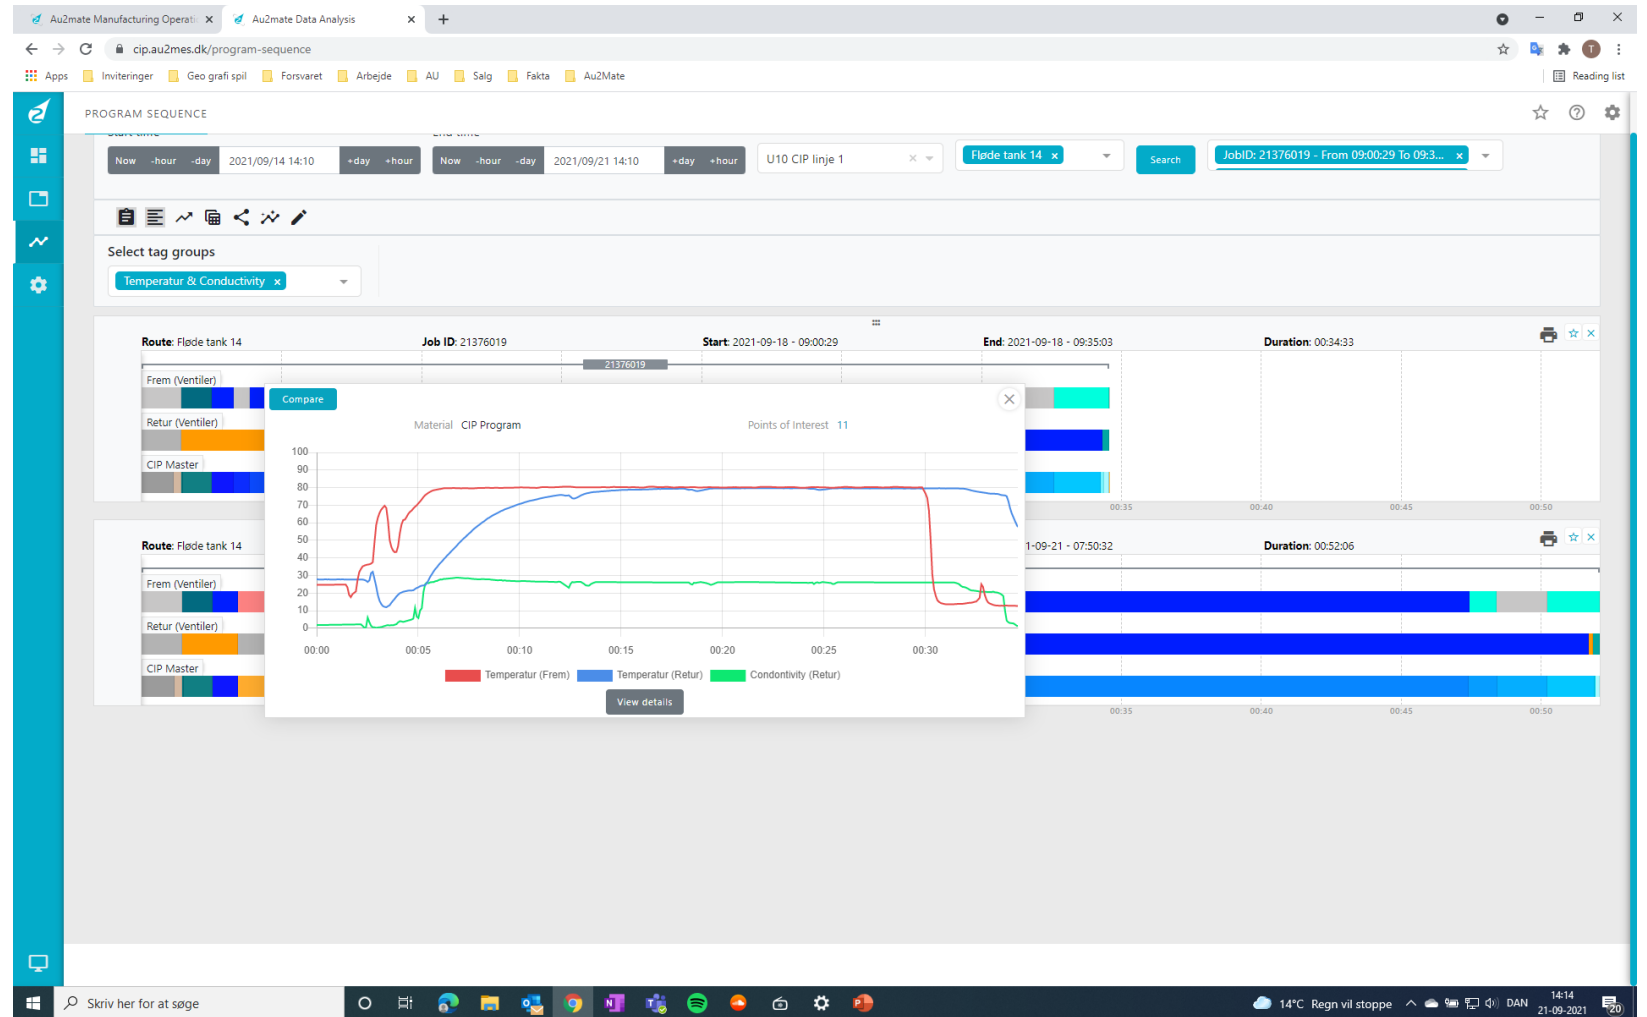 Au2mate Manufacturing Operati
Au2mate Data Analysis
cip.au2mes.dk/program-sequence
Apps Inviteringer Geo grafi spil Forsvaret Arbejde AU Salg Fakta Au2Mate Reading list
PROGRAM SEQUENCE
Start time End time
Now -hour -day 2021/09/14 14:10 +day +hour Now -hour -day 2021/09/21 14:10 +day +hour U10 CIP linje 1 Fløde tank 14 x Search JobID: 21376019 - From 09:00:29 To 09:3... x
Select tag groups
Temperatur & Conductivity x
Route: Fløde tank 14 Job ID: 21376019 Start: 2021-09-18 - 09:00:29 End: 2021-09-18 - 09:35:03 Duration: 00:34:33
21376019
Frem (Ventiler)
Retur (Ventiler)
CIP Master
00:35 00:40 00:45 00:50
Compare
Material CIP Program Points of Interest 11
100
90
80
70
60
50
40
30
20
10
0
00:00 00:05 00:10 00:15 00:20 00:25 00:30
Temperatur (Frem) Temperatur (Retur) Condontivity (Retur)
View details
Route: Fløde tank 14 1-09-21 - 07:50:32 Duration: 00:52:06
Frem (Ventiler)
Retur (Ventiler)
CIP Master
00:35 00:40 00:45 00:50
Skriv her for at søge
14°C Regn vil stoppe DAN 14:14
21-09-2021
20